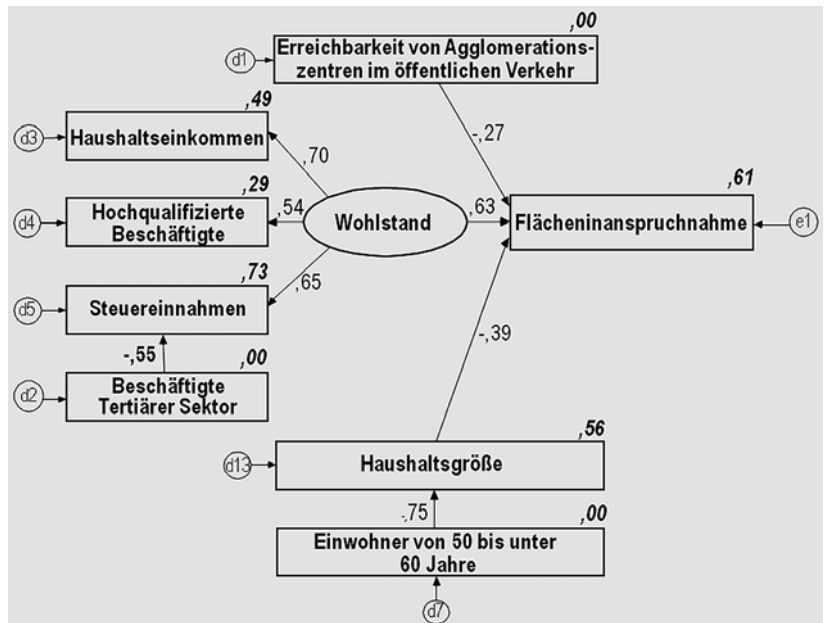 ,00
d1
Erreichbarkeit von Agglomerations-
zentren im öffentlichen Verkehr
,49
d3
Haushaltseinkommen
-,27
,70
,61
,29
d4
Hochqualifizierte
Beschäftigte
,54
Wohlstand
,63
Flächeninanspruchnahme
e1
,73
d5
Steuereinnahmen
,65
-,55
,00
-,39
d2
Beschäftigte
Tertiärer Sektor
,56
d13
Haushaltsgröße
-,75
,00
Einwohner von 50 bis unter
60 Jahre
d7